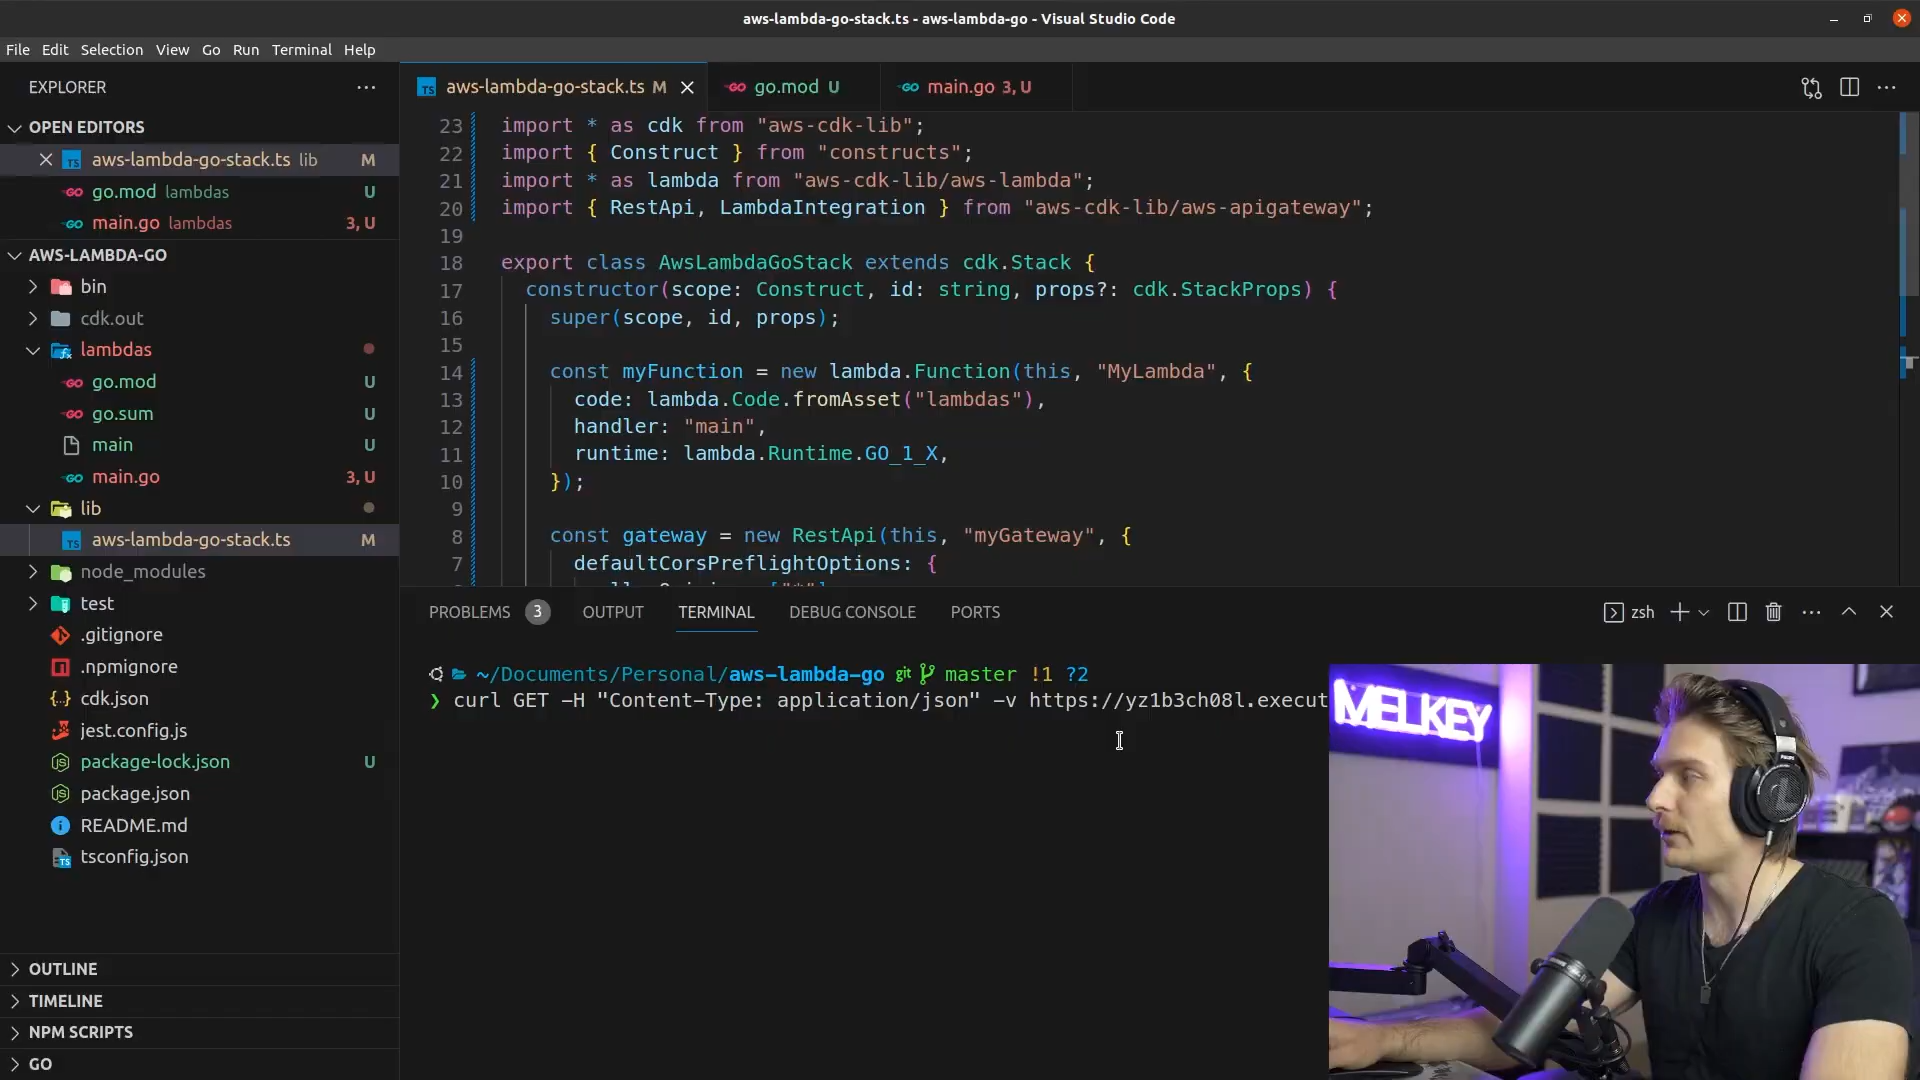 aws-lambda-go-stack.ts - aws-lambda-go - Visual Studio Code
File Edit Selection View Go Run Terminal Help
EXPLORER
OPEN EDITORS
aws-lambda-go-stack.ts lib M
go.mod lambdas U
main.go lambdas 3, U
AWS-LAMBDA-GO
bin
cdk.out
lambdas
go.mod U
go.sum U
main U
main.go 3, U
lib
aws-lambda-go-stack.ts M
node_modules
test
.gitignore
.npmignore
cdk.json
jest.config.js
package-lock.json U
package.json
README.md
tsconfig.json
OUTLINE
TIMELINE
NPM SCRIPTS
GO
aws-lambda-go-stack.ts M go.mod U main.go 3, U
23 import * as cdk from "aws-cdk-lib";
22 import { Construct } from "constructs";
21 import * as lambda from "aws-cdk-lib/aws-lambda";
20 import { RestApi, LambdaIntegration } from "aws-cdk-lib/aws-apigateway";
19
18 export class AwsLambdaGoStack extends cdk.Stack {
17 constructor(scope: Construct, id: string, props?: cdk.StackProps) {
16 super(scope, id, props);
15
14 const myFunction = new lambda.Function(this, "MyLambda", {
13 code: lambda.Code.fromAsset("lambdas"),
12 handler: "main",
11 runtime: lambda.Runtime.GO_1_X,
10 });
9
8 const gateway = new RestApi(this, "myGateway", {
7 defaultCorsPreflightOptions: {
PROBLEMS 3 OUTPUT TERMINAL DEBUG CONSOLE PORTS zsh
~/Documents/Personal/aws-lambda-go git master !1 ?2
❯ curl GET -H "Content-Type: application/json" -v https://yz1b3ch08l.execut
MELKEY